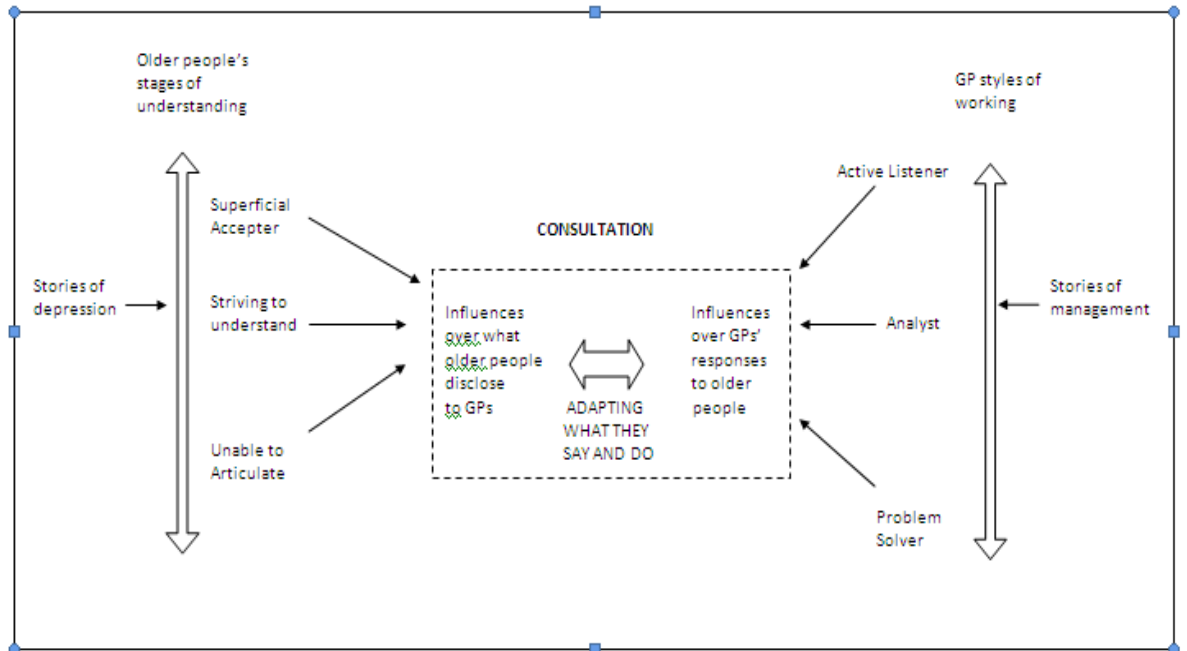 Older people's
stages of
understanding
GP styles of
working
Active Listener
Superficial
Accepter
CONSULTATION
Stories of
depression
Striving to
understand
Influences
over what
older people
disclose
to GPs
ADAPTING
WHAT THEY
SAY AND DO
Influences
over GPs'
responses
to older
people
Analyst
Stories of
management
Unable to
Articulate
Problem
Solver